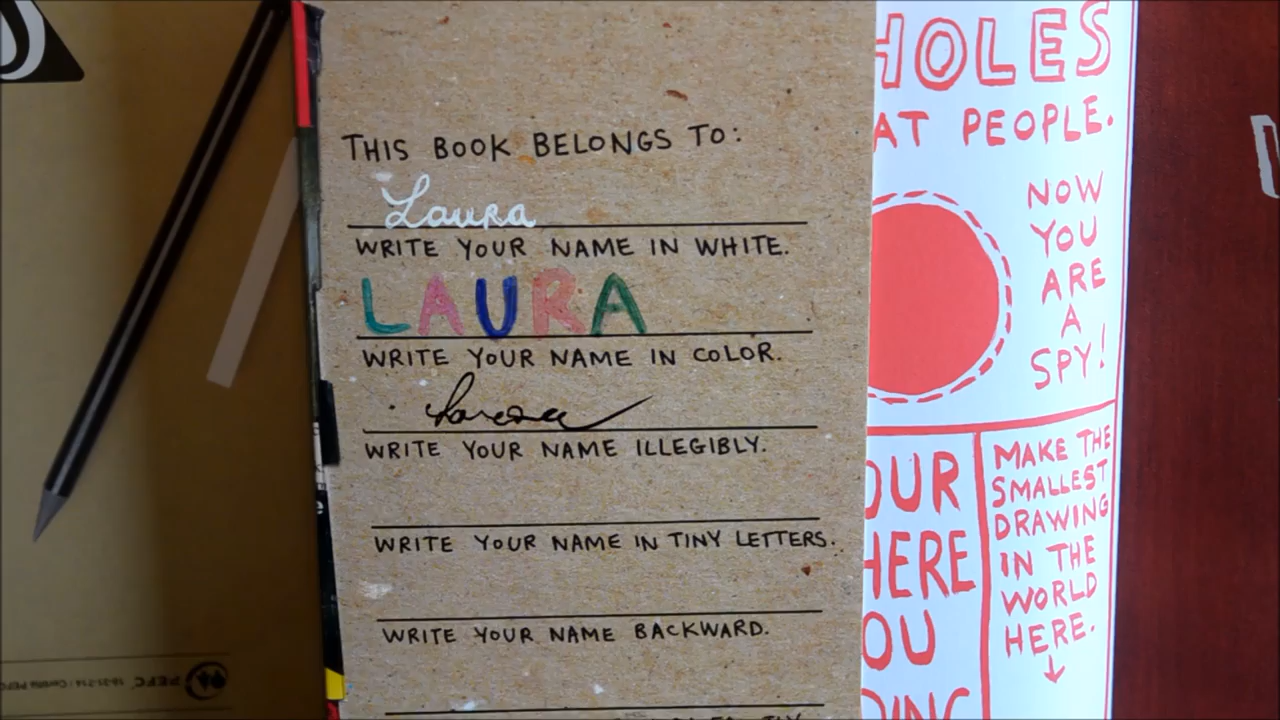 THIS BOOK BELONGS TO:
Laura
WRITE YOUR NAME IN WHITE.
LAURA
WRITE YOUR NAME IN COLOR.
WRITE YOUR NAME ILLEGIBLY.
WRITE YOUR NAME IN TINY LETTERS.
WRITE YOUR NAME BACKWARD.
HOLES
AT PEOPLE.
NOW
YOU
ARE
A
SPY!
OUR
HERE
OU
MAKE THE
SMALLEST
DRAWING
IN THE
WORLD
HERE.
PEFC